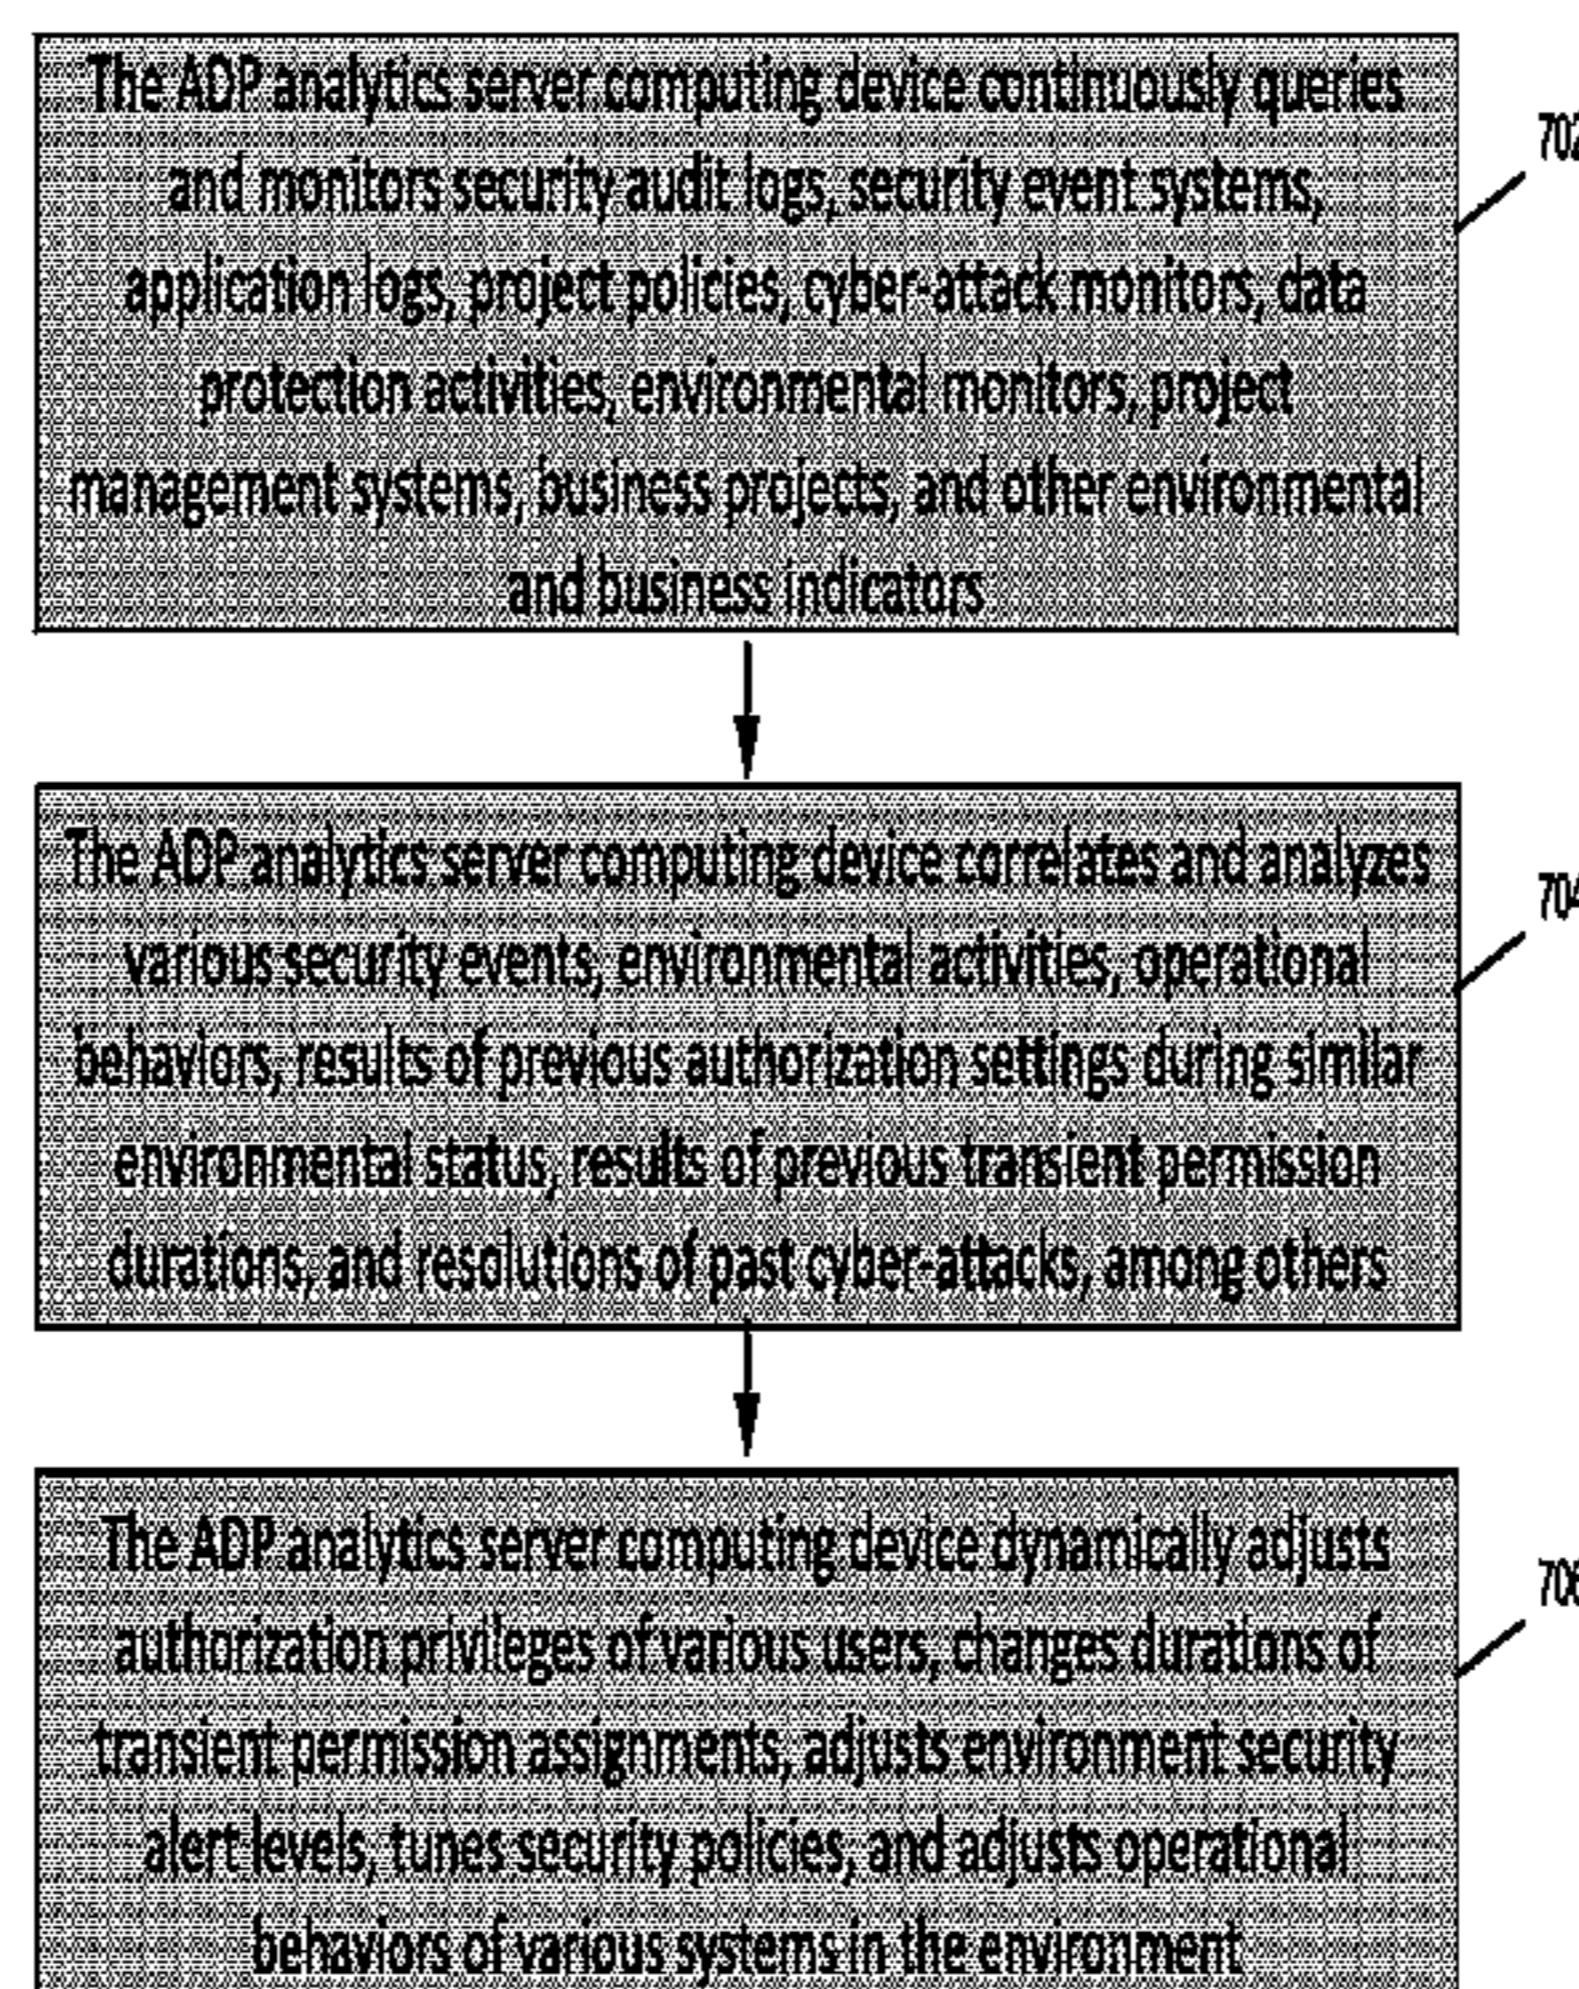 The ADP analytics server computing device continuously queries
and monitors security audit logs, security event systems,
application logs, project policies, cyber-attack monitors, data
protection activities, environmental monitors, project
management systems, business projects, and other environmental
and business indicators
702
The ADP analytics server computing device correlates and analyzes
various security events, environmental activities, operational
behaviors, results of previous authorization settings during similar
environmental status, results of previous transient permission
durations, and resolutions of past cyber-attacks, among others
704
The ADP analytics server computing device dynamically adjusts
authorization privileges of various users, changes durations of
transient permission assignments, adjusts environment security
alert levels, tunes security policies, and adjusts operational
behaviors of various systems in the environment
706